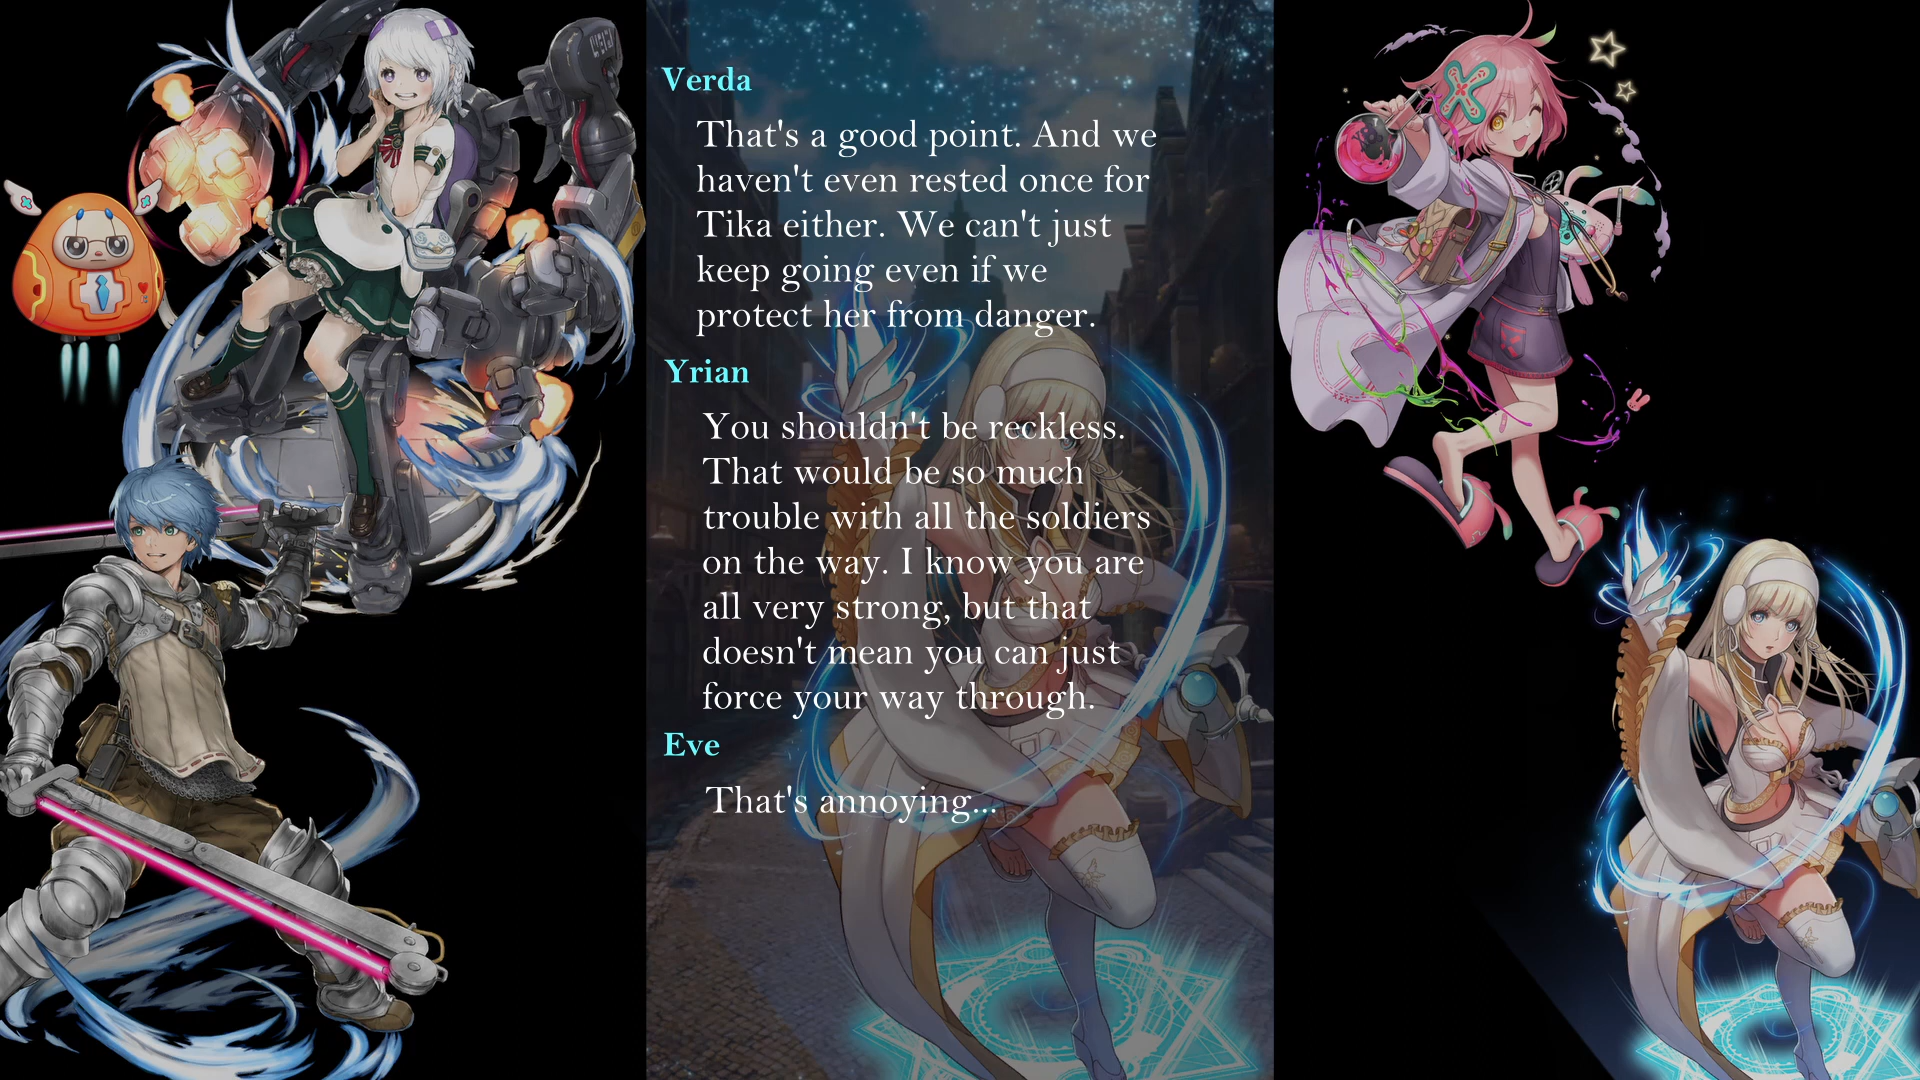 Verda
That's a good point. And we
haven't even rested once for
Tika either. We can't just
keep going even if we
protect her from danger.
Yrian
You shouldn't be reckless.
That would be so much
trouble with all the soldiers
on the way. I know you are
all very strong, but that
doesn't mean you can just
force your way through.
Eve
That's annoying...